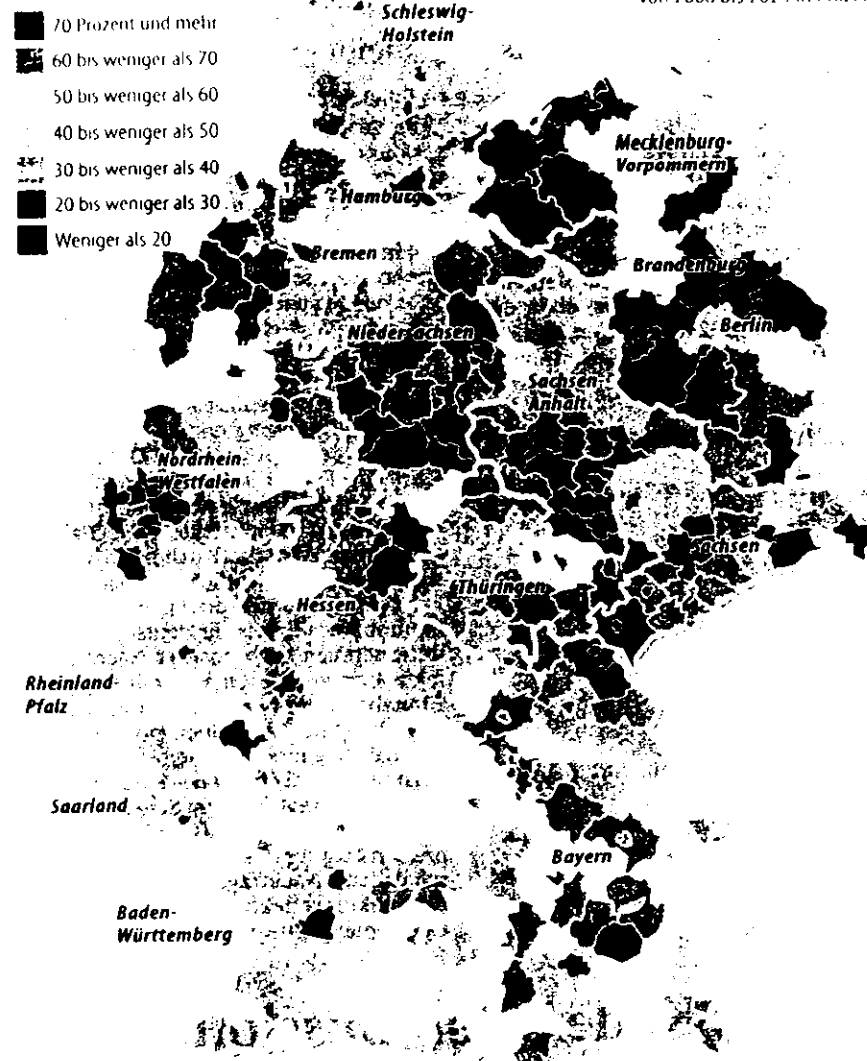 70 Prozent und mehr
60 bis weniger als 70
50 bis weniger als 60
40 bis weniger als 50
30 bis weniger als 40
20 bis weniger als 30
Weniger als 20
Schleswig-
Holstein
Mecklenburg-
Vorpommern
Hamburg
Bremen
Brandenburg
Berlin
Niedersachsen
Sachsen
Anhalt
Nordrhein
Westfalen
Sachsen
Thüringen
Hessen
Rheinland-
Pfalz
Saarland
Bayern
Baden-
Württemberg